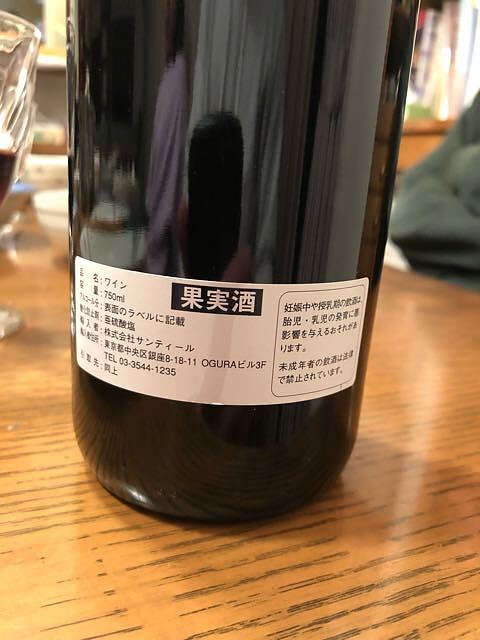 品名：ワイン
果実酒
容量：750ml
アルコール分：表面のラベルに記載
酸化防止剤：亜硫酸塩
輸入者：株式会社サンティール
輸入者住所：東京都中央区銀座8-18-11 OGURAビル3F
TEL 03-3544-1235
引取先：同上
妊娠中や授乳期の飲酒は、
胎児・乳児の発育に悪
影響を与えるおそれがあ
ります。
未成年者の飲酒は法律
で禁止されています。